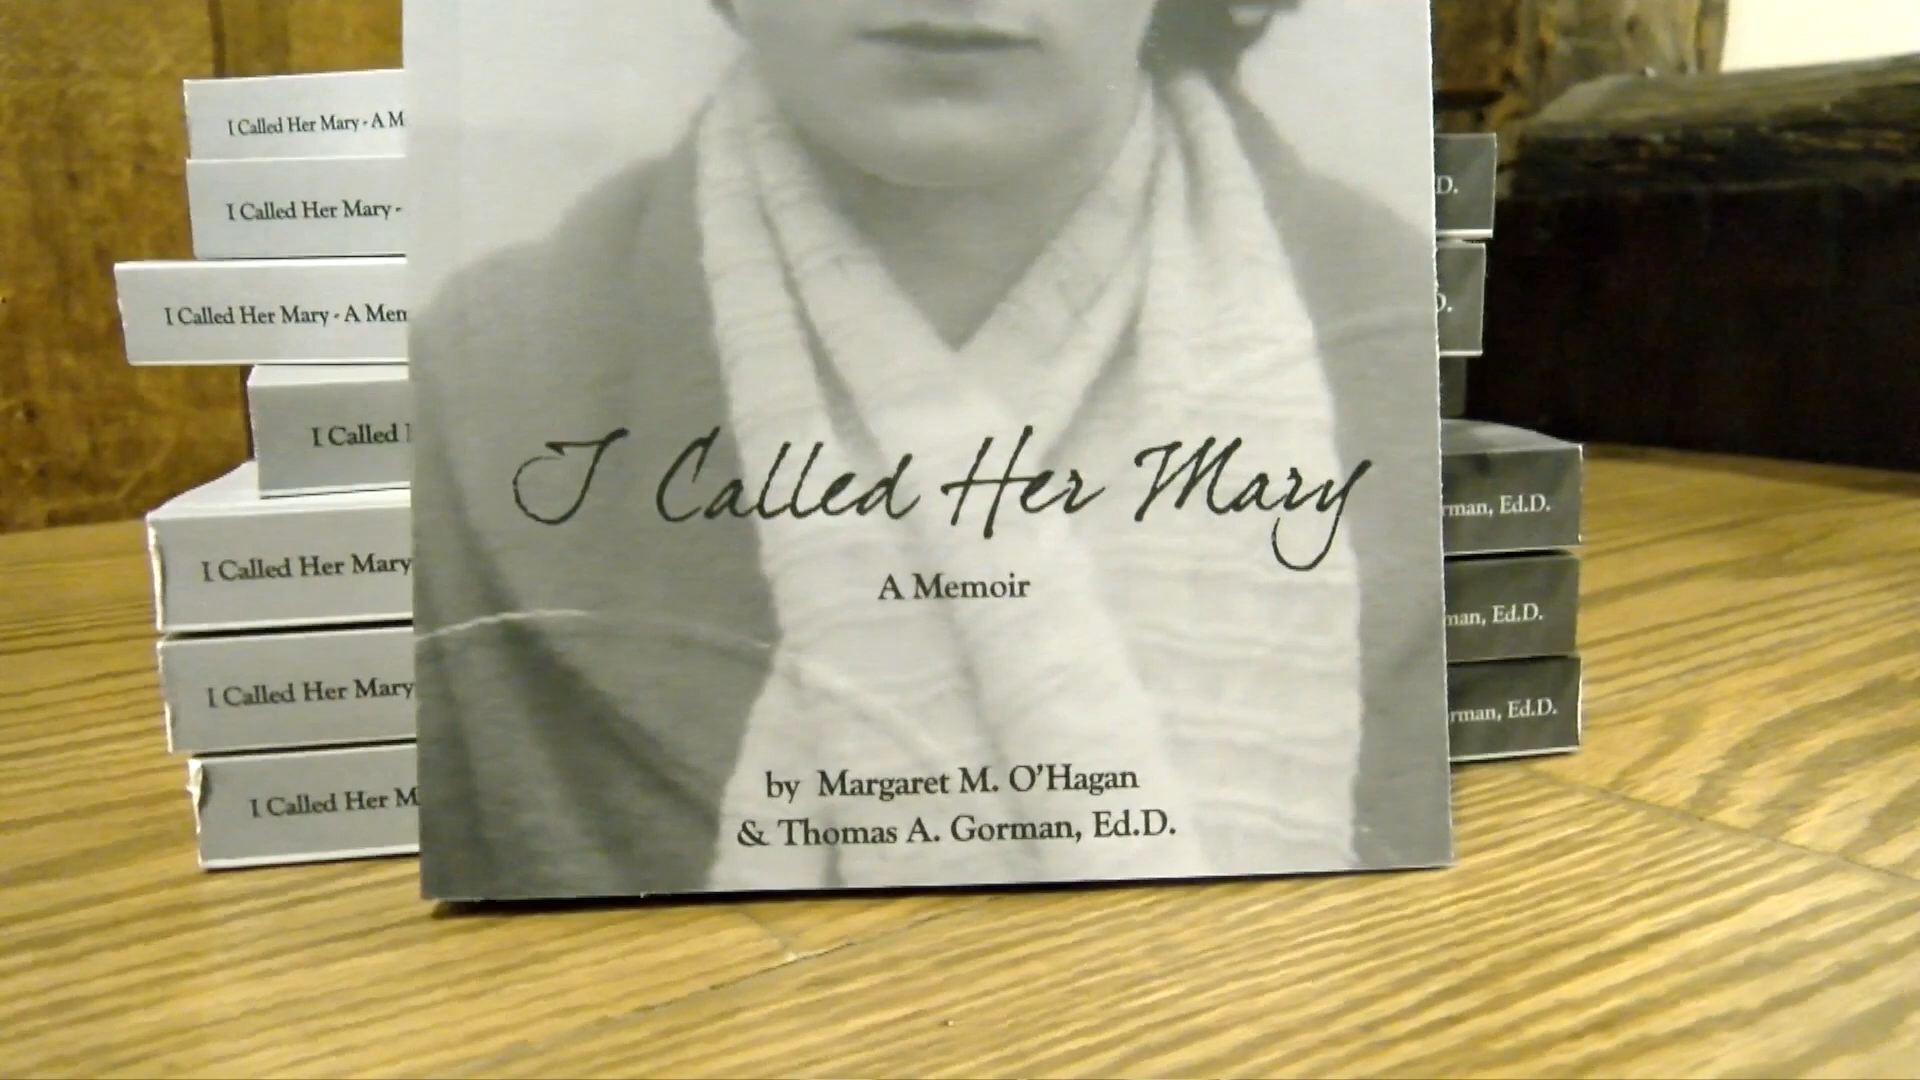 I Called Her Mary - A M
I Called Her Mary -
I Called Her Mary - A Mem
I Called
I Called Her Mary
I Called Her Mary
I Called Her M
I Called Her Mary
A Memoir
by Margaret M. O'Hagan
& Thomas A. Gorman, Ed.D.
D.
D.
rman, Ed.D.
man, Ed.D.
rman, Ed.D.